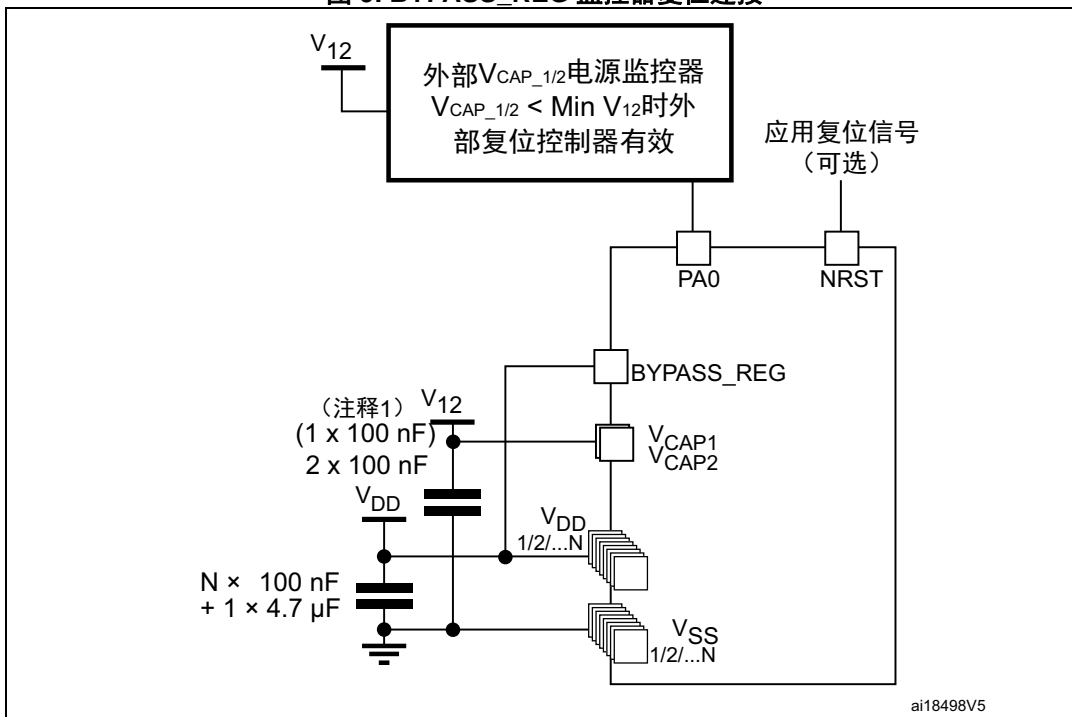 V12
外部VCAP_1/2电源监控器
VCAP_1/2 < Min V12时外
部复位控制器有效
应用复位信号
（可选）
PA0
NRST
BYPASS_REG
（注释1）
V12
(1 x 100 nF)
2 x 100 nF
VCAP1
VCAP2
VDD
VDD
1/2/...N
N × 100 nF
+ 1 × 4.7 µF
VSS
1/2/...N
ai18498V5